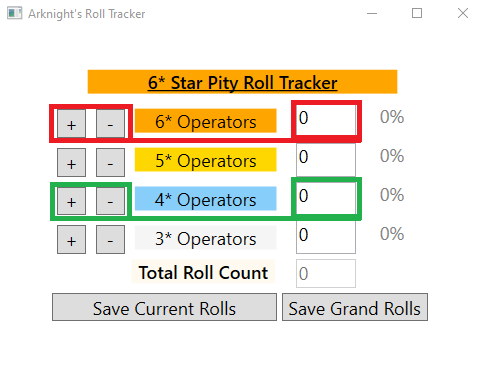 Arknight's Roll Tracker
6* Star Pity Roll Tracker
+ - 6* Operators 0 0%
+ - 5* Operators 0 0%
+ - 4* Operators 0 0%
+ - 3* Operators 0 0%
Total Roll Count 0
Save Current Rolls Save Grand Rolls